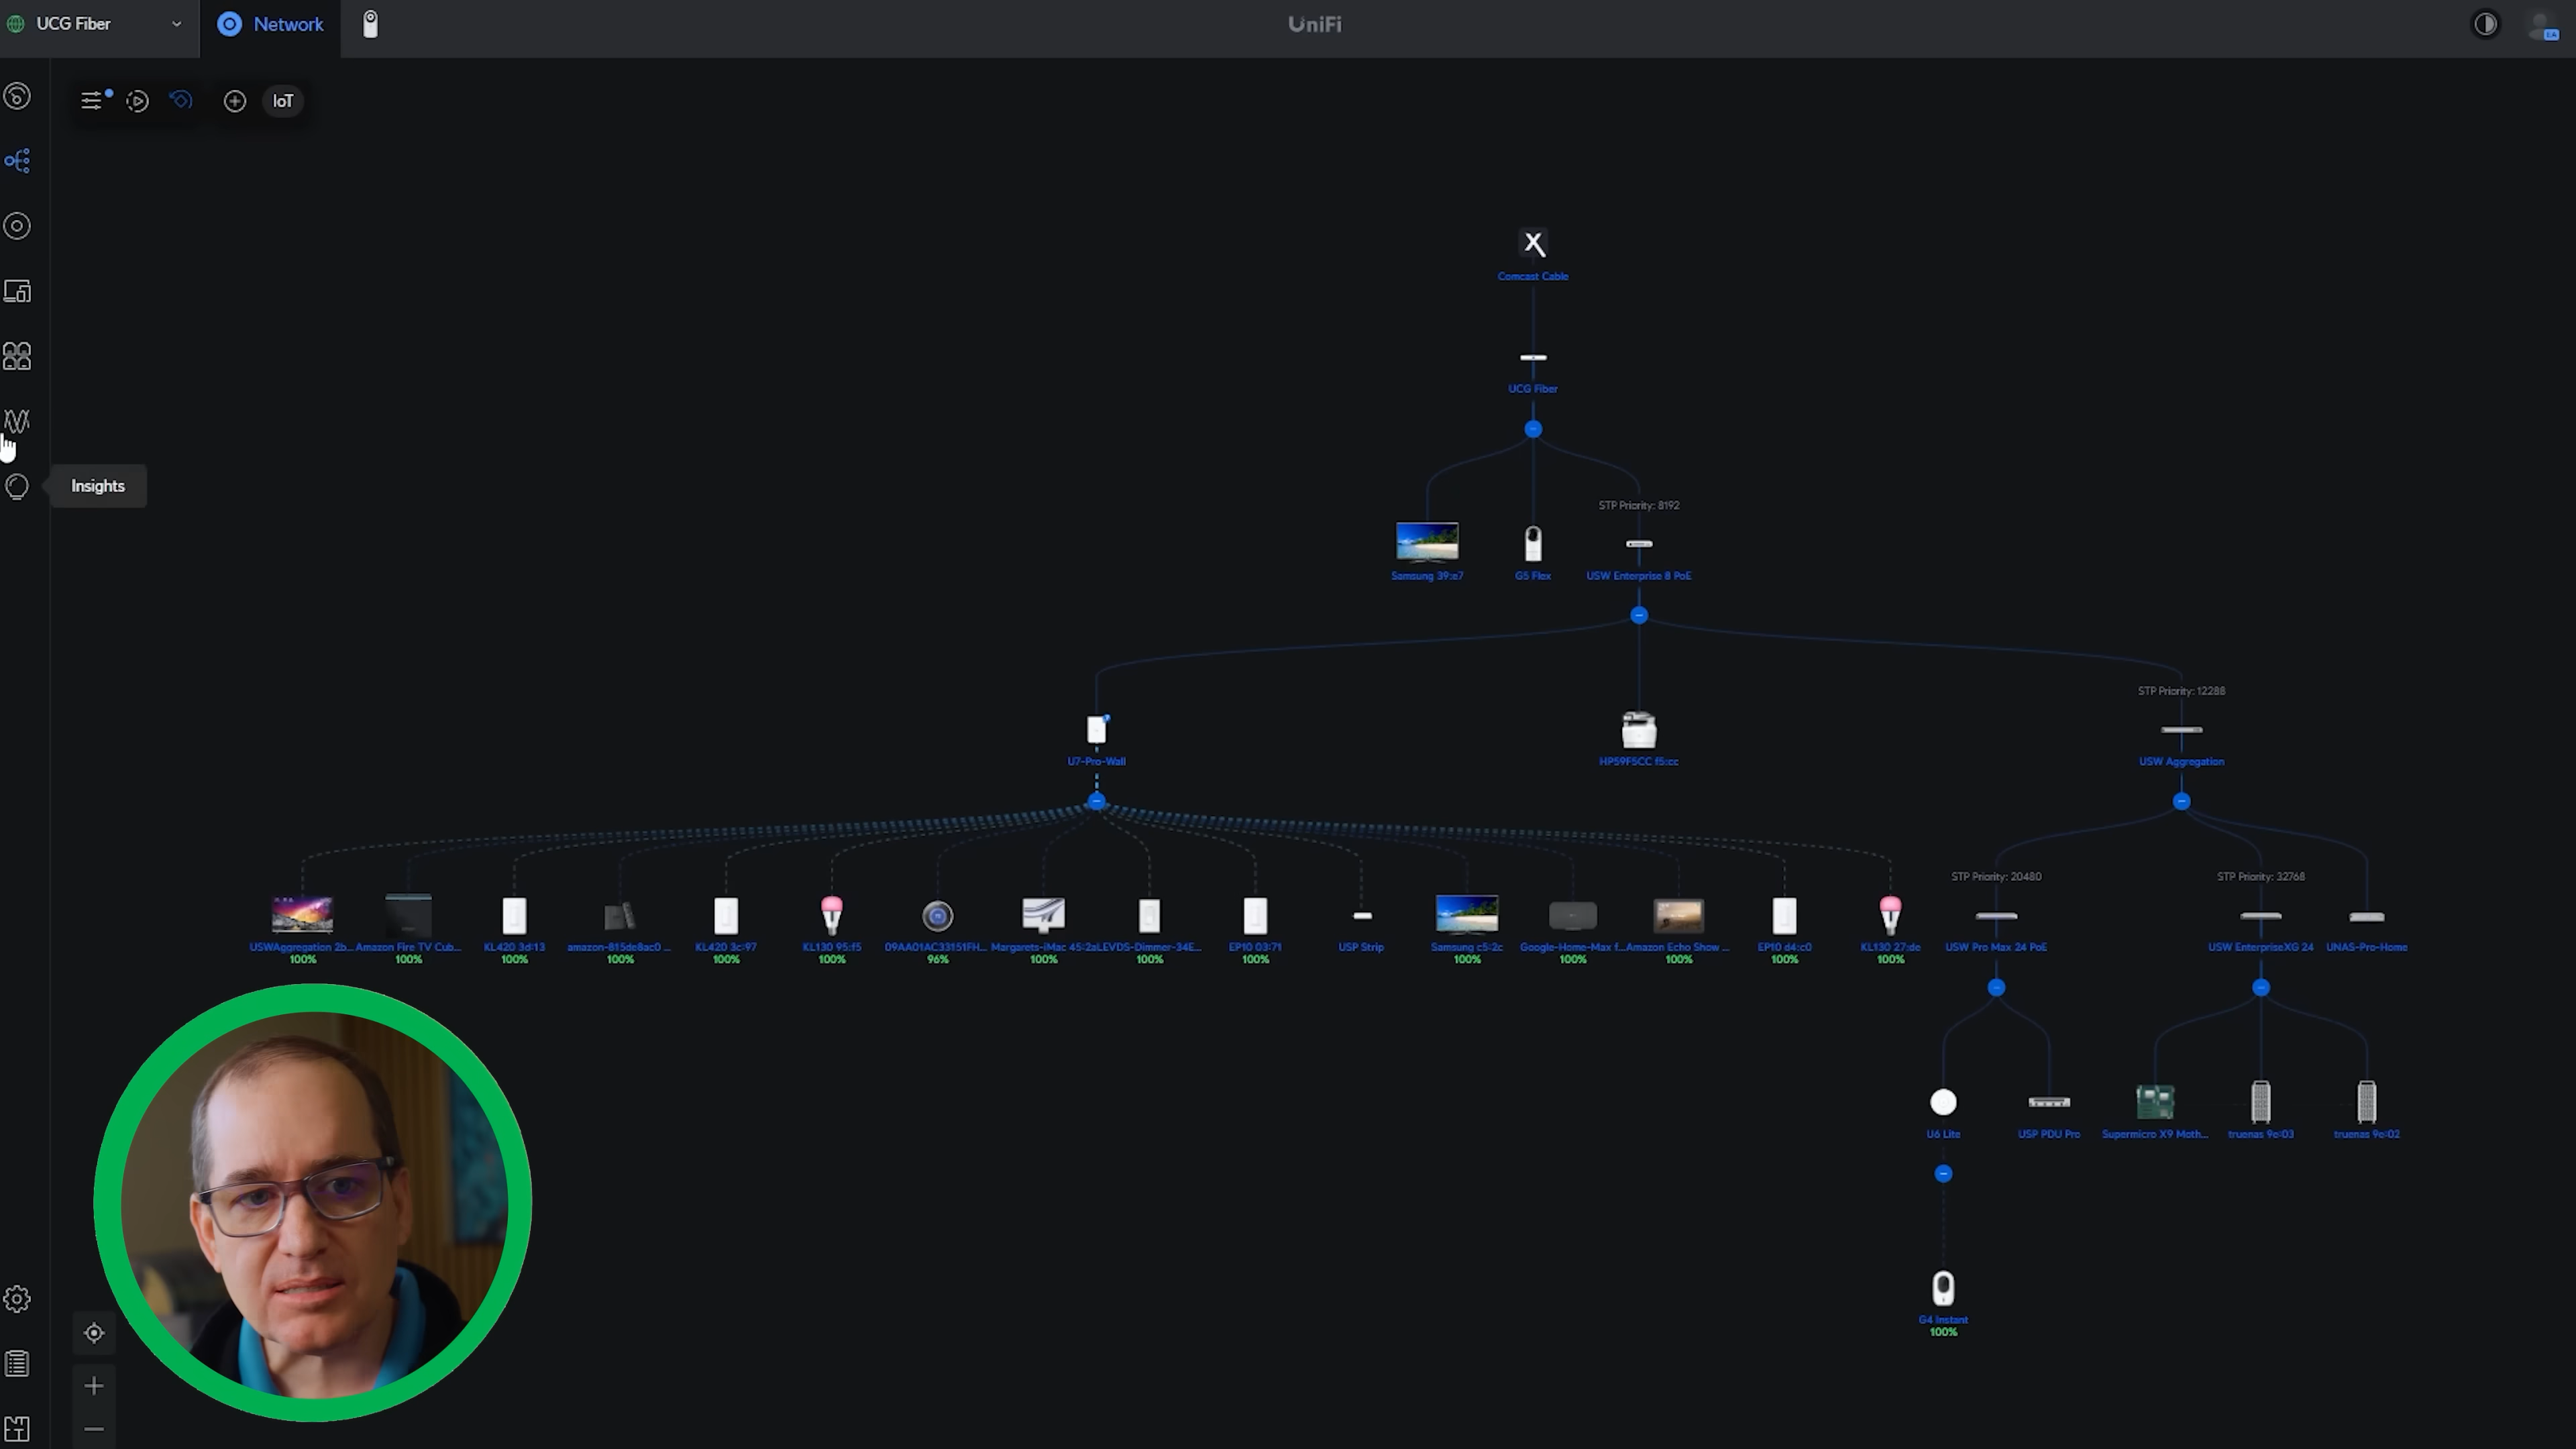 UCG Fiber
Network
UniFi
IoT
Insights
Comcast Cable
UCG Fiber
STP Priority: 8192
Samsung 39:e7
G5 Flex
USW Enterprise 8 PoE
STP Priority: 12288
U7-Pro-Wall
HP59F5CC f5:cc
USW Aggregation
STP Priority: 20480
STP Priority: 32768
USWAggregation 2b...
Amazon Fire TV Cub...
KL420 3d:13
amazon-815de8ac0 ...
KL420 3c:97
KL130 95:f5
09AA01AC33151FH...
Margarets-iMac 45:2a
LEVDS-Dimmer-34E...
EP10 03:71
USP Strip
Samsung c5:2c
Google-Home-Max f...
Amazon Echo Show ...
EP10 d4:c0
KL130 27:de
USW Pro Max 24 PoE
USW EnterpriseXG 24
UNAS-Pro-Home
100%
100%
100%
100%
100%
100%
96%
100%
100%
100%
100%
100%
100%
100%
100%
U6 Lite
USP PDU Pro
Supermicro X9 Moth...
truenas 9e:03
truenas 9e:02
G4 Instant
100%